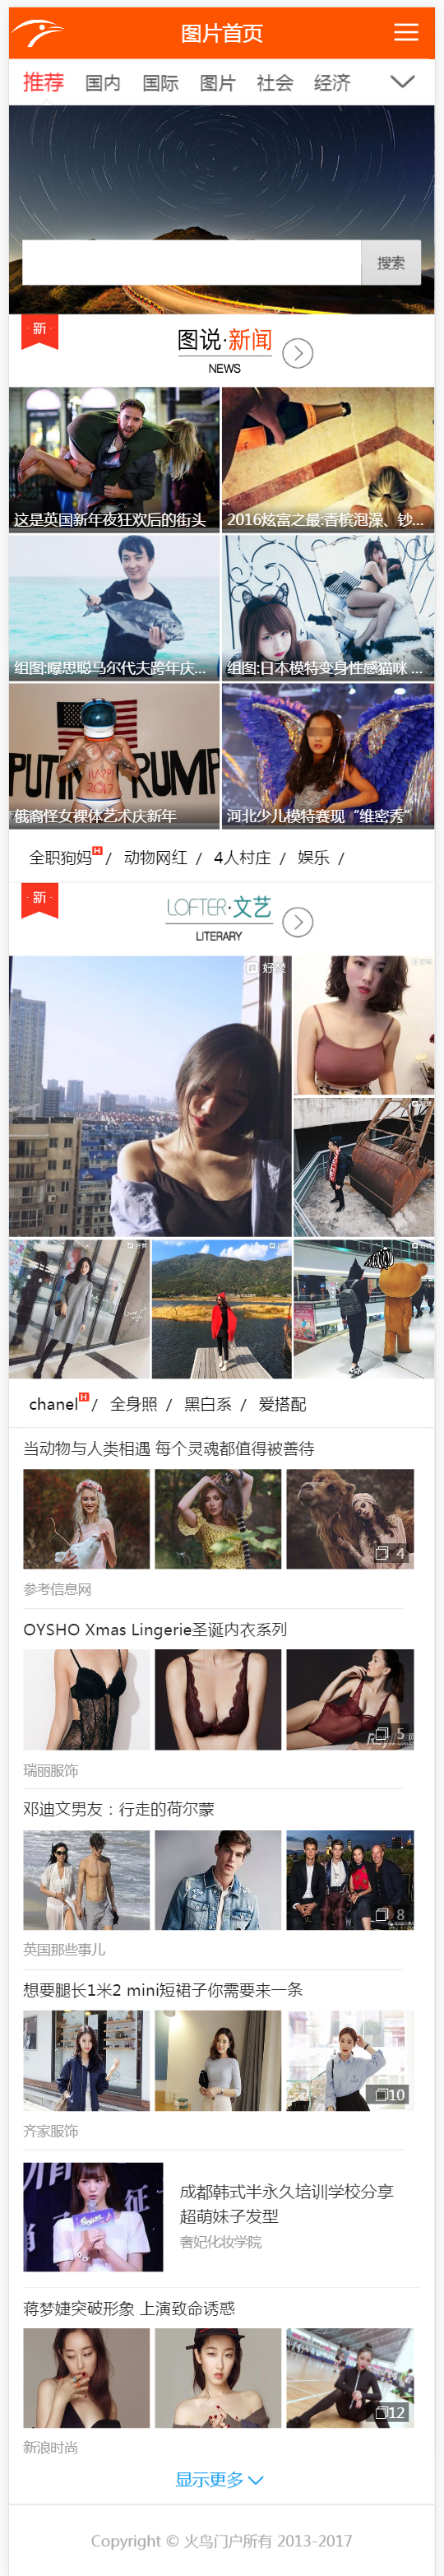 图片首页
推荐 国内 国际 图片 社会 经济
搜索
·新·
图说·新闻
NEWS
这是英国新年夜狂欢后的街头
2016炫富之最:香槟泡澡、钞...
组图:曝思聪马尔代夫跨年庆...
组图:日本模特变身性感猫咪 ...
PUTIN TRUMP
HAPPY
2017
俄裔怪女裸体艺术庆新年
河北少儿模特赛现“维密秀”
全职狗妈H / 动物网红 / 4人村庄 / 娱乐 /
·新·
LOFTER·文艺
LITERARY
好赞
chanelH / 全身照 / 黑白系 / 爱搭配
当动物与人类相遇 每个灵魂都值得被善待
4
参考信息网
OYSHO Xmas Lingerie圣诞内衣系列
5
瑞丽服饰
邓迪文男友：行走的荷尔蒙
8
英国那些事儿
想要腿长1米2 mini短裙子你需要来一条
10
齐家服饰
成都韩式半永久培训学校分享
超萌妹子发型
奢妃化妆学院
蒋梦婕突破形象 上演致命诱惑
12
新浪时尚
显示更多
Copyright © 火鸟门户所有 2013-2017